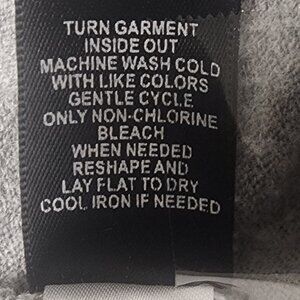 TURN GARMENT
INSIDE OUT
MACHINE WASH COLD
WITH LIKE COLORS
GENTLE CYCLE
ONLY NON-CHLORINE
BLEACH
WHEN NEEDED
RESHAPE AND
LAY FLAT TO DRY
COOL IRON IF NEEDED